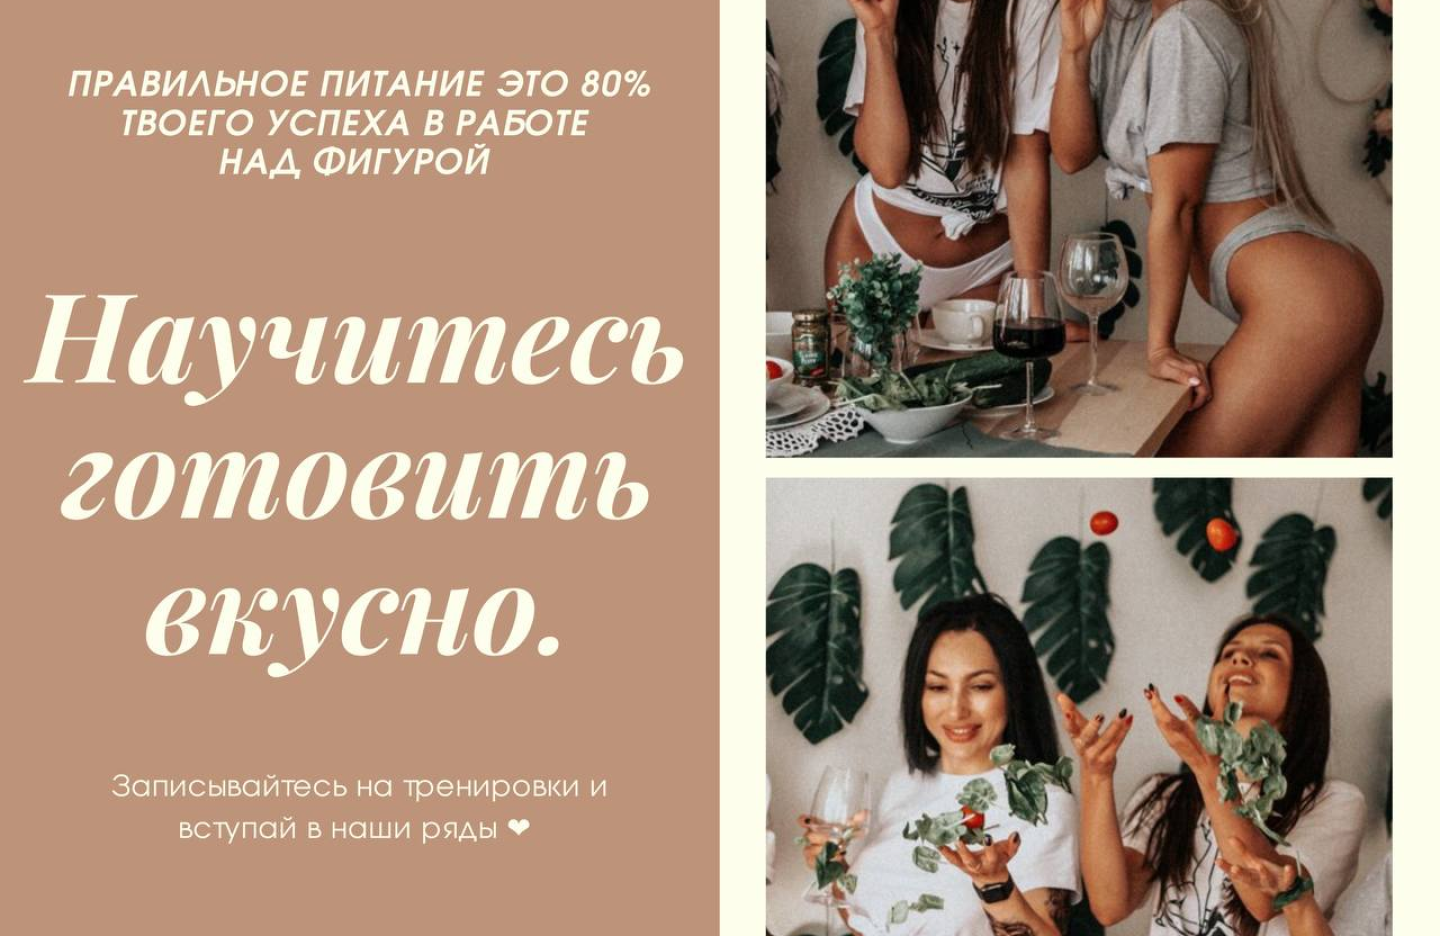 ПРАВИЛЬНОЕ ПИТАНИЕ ЭТО 80%
ТВОЕГО УСПЕХА В РАБОТЕ
НАД ФИГУРОЙ
Научитесь
готовить
вкусно.
Записывайтесь на тренировки и
вступай в наши ряды ❤